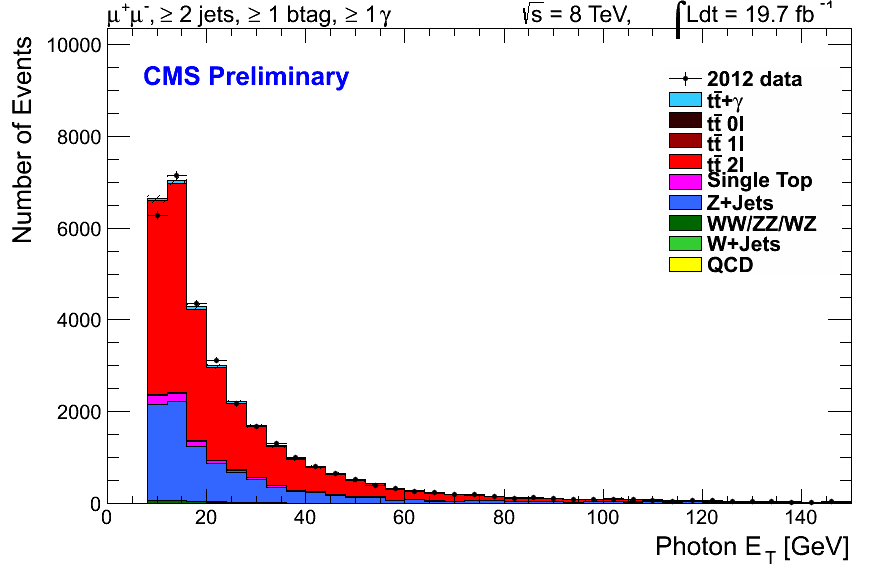 μ⁺μ⁻, ≥ 2 jets, ≥ 1 btag, ≥ 1 γ √s = 8 TeV, ∫Ldt = 19.7 fb⁻¹
CMS Preliminary
Number of Events
10000
8000
6000
4000
2000
0
2012 data
tt̄+γ
tt̄ 0l
tt̄ 1l
tt̄ 2l
Single Top
Z+Jets
WW/ZZ/WZ
W+Jets
QCD
0 20 40 60 80 100 120 140
Photon E_T [GeV]